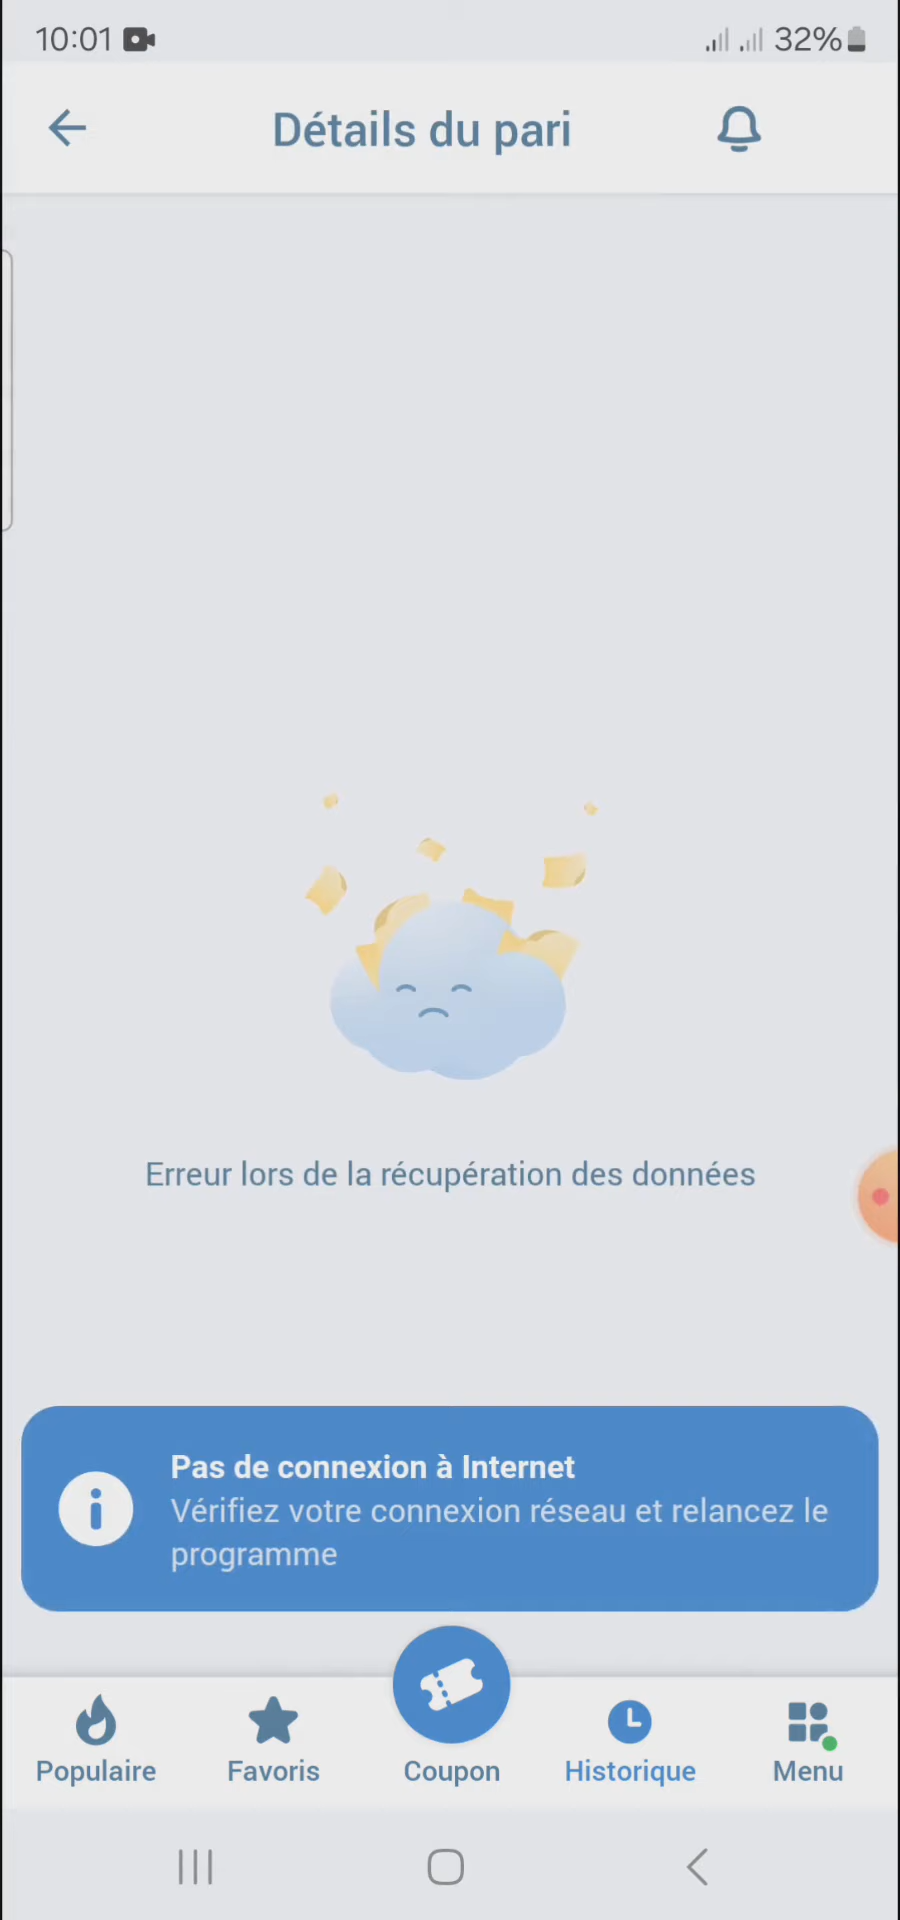 10:01
32%
Détails du pari
Erreur lors de la récupération des données
Pas de connexion à Internet
Vérifiez votre connexion réseau et relancez le
programme
Populaire
Favoris
Coupon
Historique
Menu